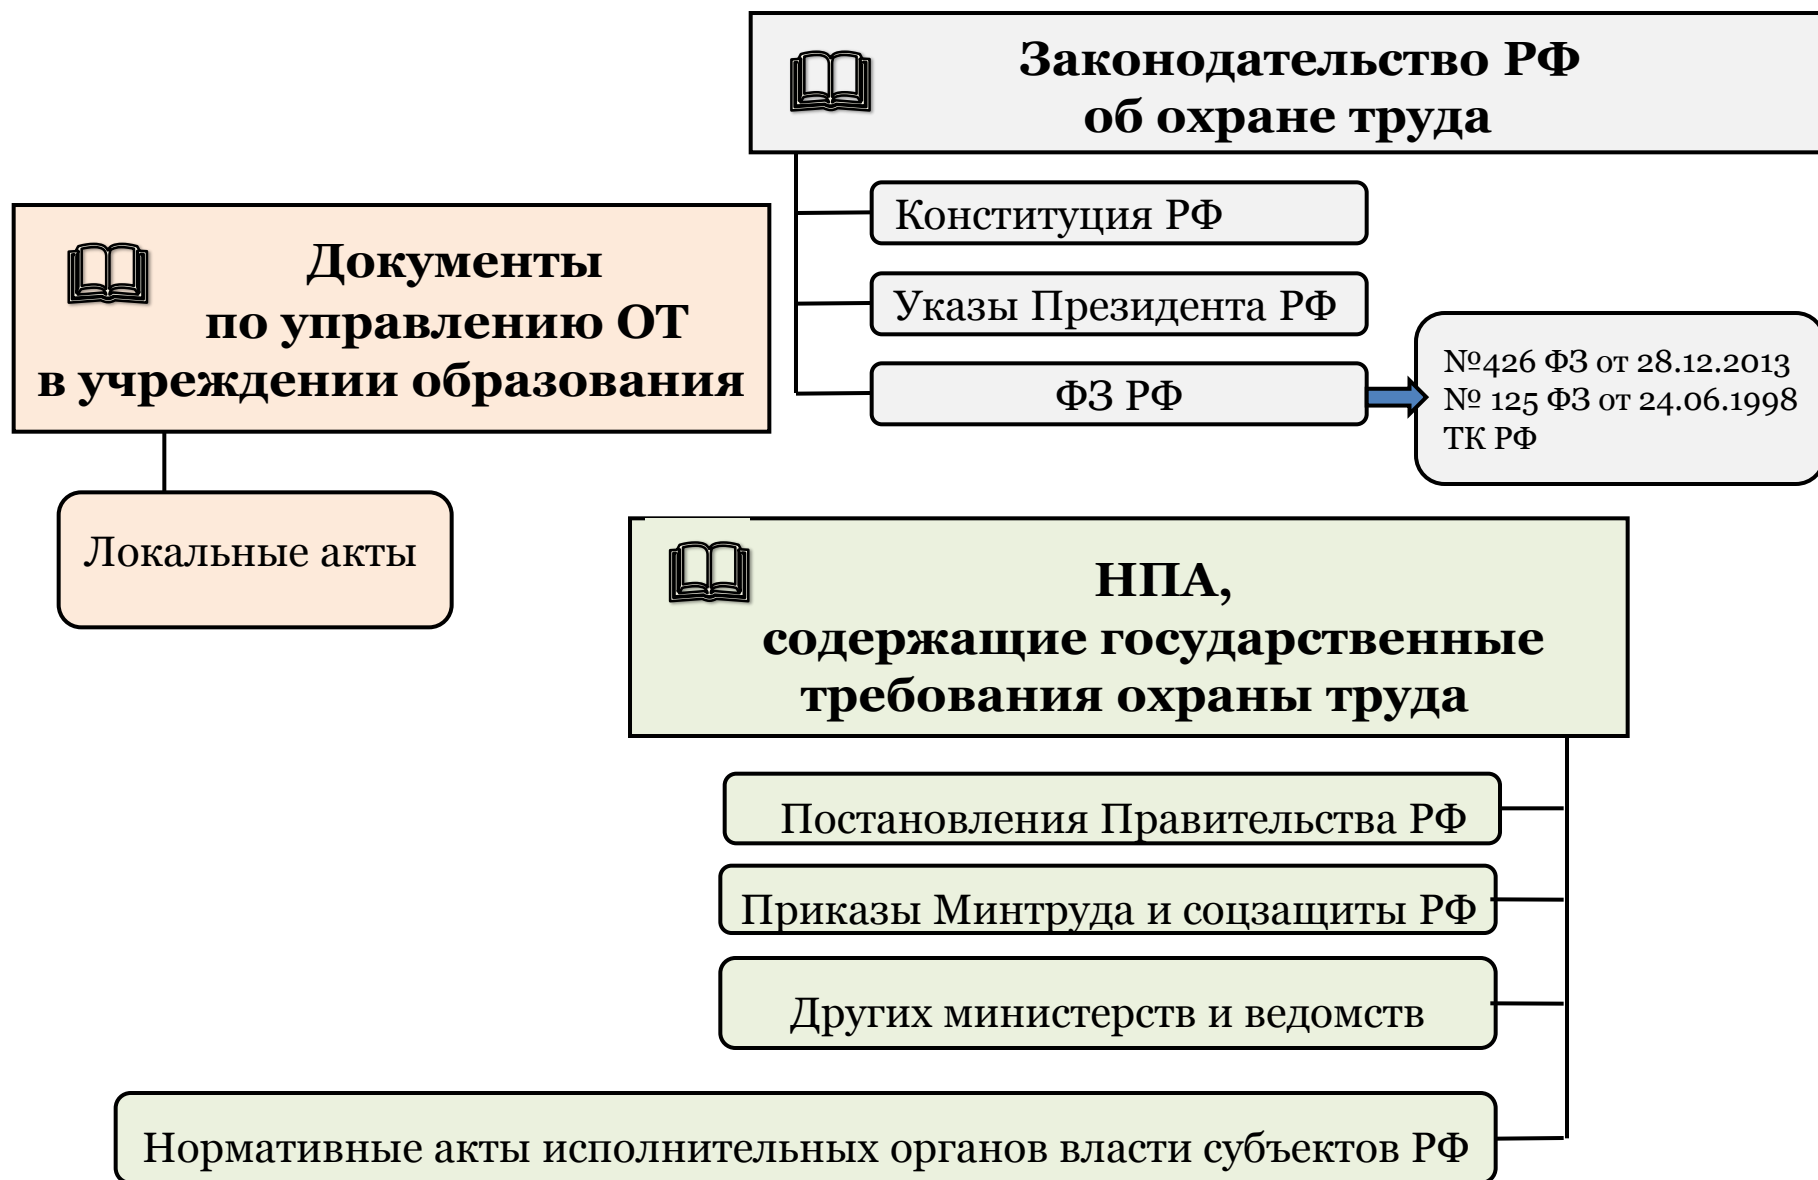 Законодательство РФ
об охране труда
Конституция РФ
Указы Президента РФ
ФЗ РФ
№426 ФЗ от 28.12.2013
№ 125 ФЗ от 24.06.1998
ТК РФ
Документы
по управлению ОТ
в учреждении образования
Локальные акты
НПА,
содержащие государственные
требования охраны труда
Постановления Правительства РФ
Приказы Минтруда и соцзащиты РФ
Других министерств и ведомств
Нормативные акты исполнительных органов власти субъектов РФ